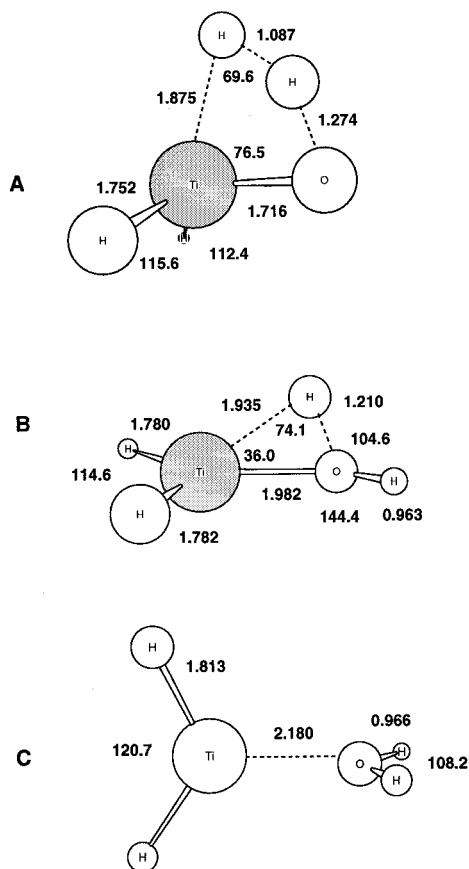 H 1.087
69.6 H
1.875
1.274
76.5
A
1.752 Ti O
1.716
H H
112.4
115.6
B
1.935 H 1.210
1.780
74.1
H 104.6
36.0
114.6 Ti O
1.982 H
H 144.4 0.963
1.782
H
1.813
2.180 0.966
120.7 H
C Ti O 108.2
H
H